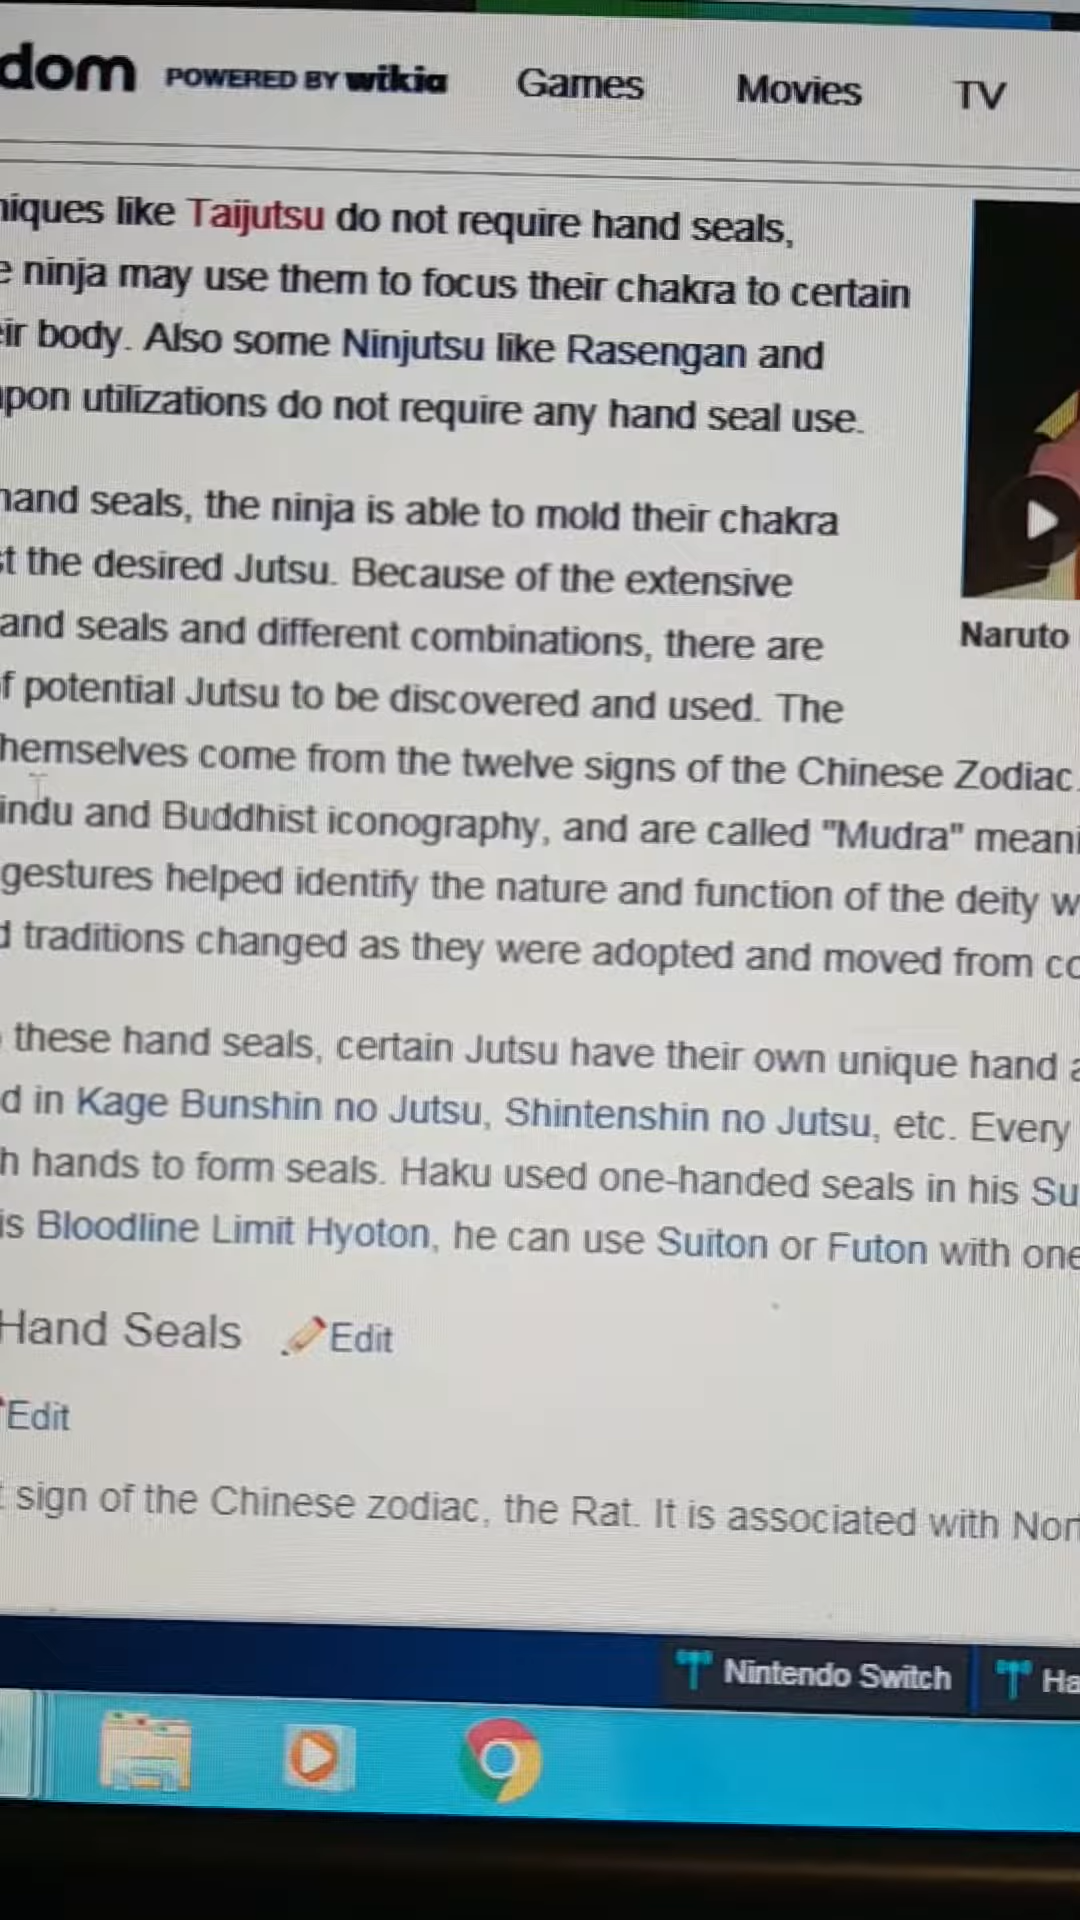 dom POWERED BY wikia Games Movies TV
niques like Taijutsu do not require hand seals,
e ninja may use them to focus their chakra to certain
eir body. Also some Ninjutsu like Rasengan and
apon utilizations do not require any hand seal use.
hand seals, the ninja is able to mold their chakra
st the desired Jutsu. Because of the extensive
and seals and different combinations, there are
f potential Jutsu to be discovered and used. The
Naruto
hemselves come from the twelve signs of the Chinese Zodiac.
indu and Buddhist iconography, and are called "Mudra" meani
gestures helped identify the nature and function of the deity w
d traditions changed as they were adopted and moved from co
these hand seals, certain Jutsu have their own unique hand a
d in Kage Bunshin no Jutsu, Shintenshin no Jutsu, etc. Every
h hands to form seals. Haku used one-handed seals in his Su
is Bloodline Limit Hyoton, he can use Suiton or Futon with one
Hand Seals Edit
Edit
t sign of the Chinese zodiac, the Rat. It is associated with Nor
Nintendo Switch Ha